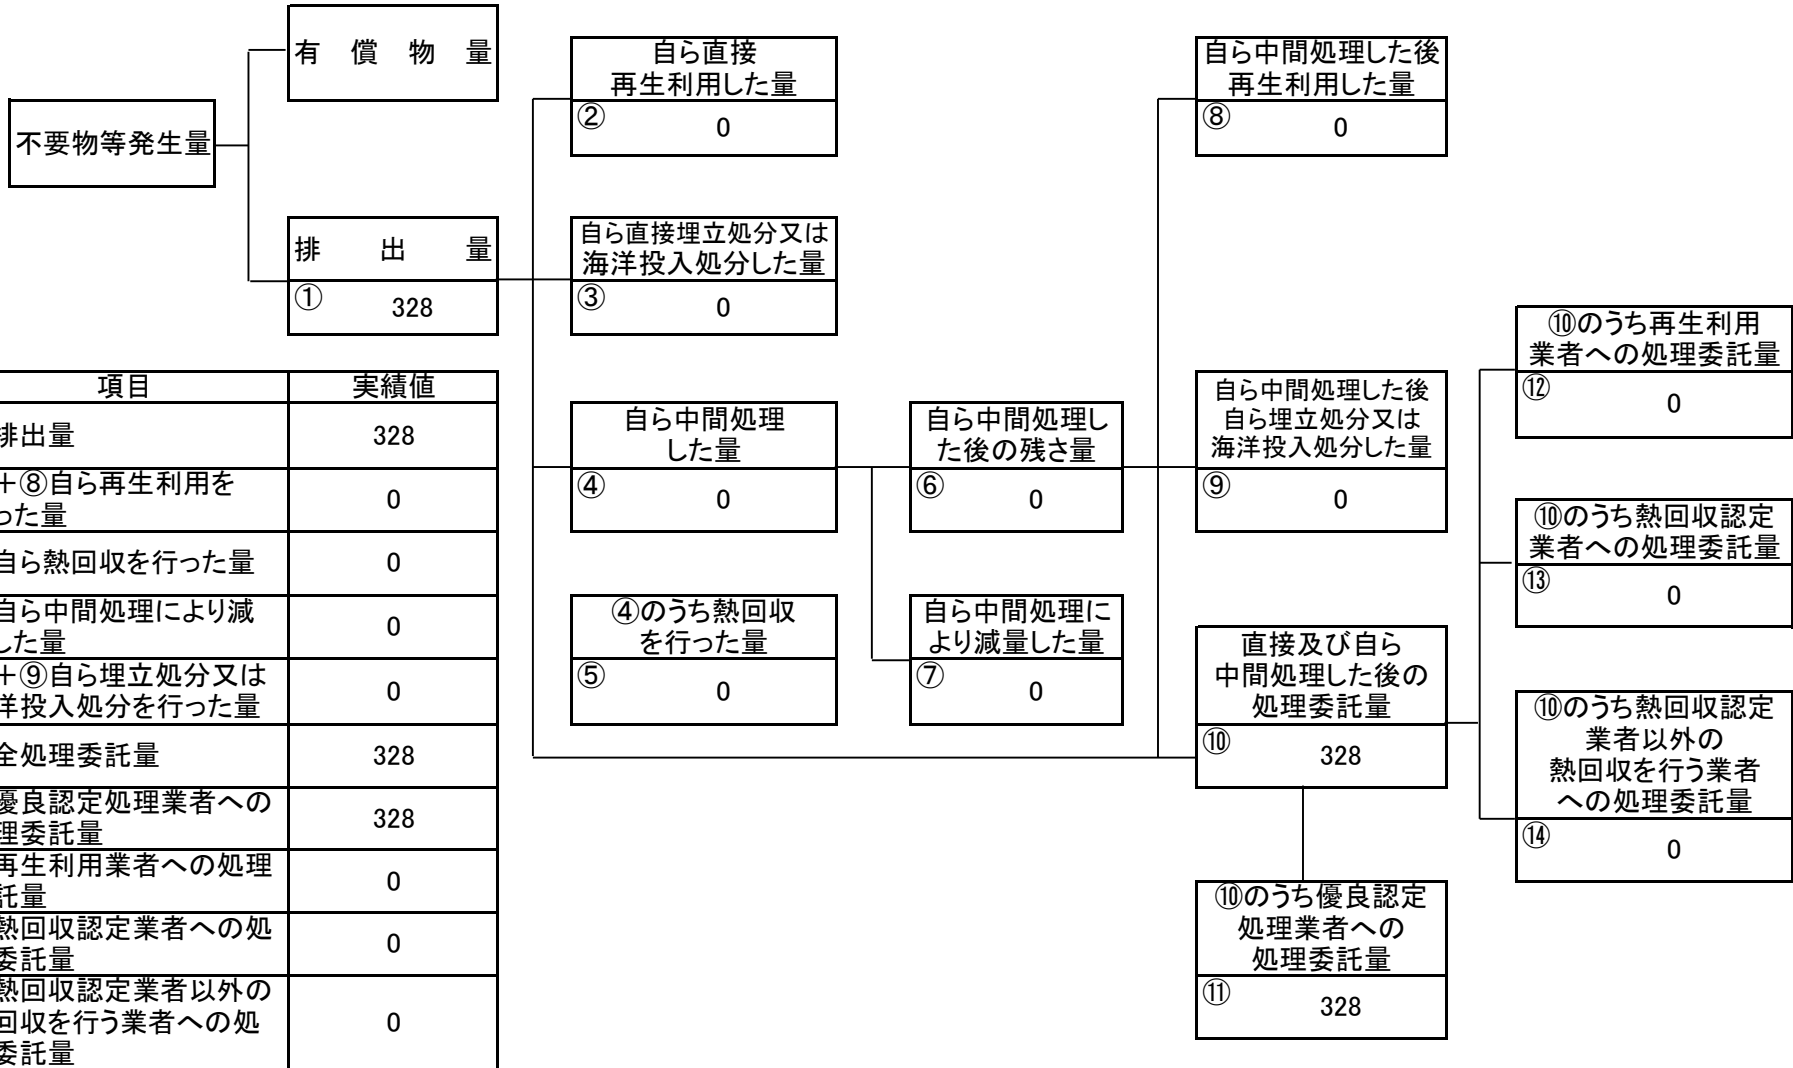 不要物等発生量
有償物量
排出量
① 328
自ら直接
再生利用した量
② 0
自ら直接埋立処分又は
海洋投入処分した量
③ 0
自ら中間処理
した量
④ 0
④のうち熱回収
を行った量
⑤ 0
自ら中間処理し
た後の残さ量
⑥ 0
自ら中間処理に
より減量した量
⑦ 0
自ら中間処理した後
再生利用した量
⑧ 0
自ら中間処理した後
自ら埋立処分又は
海洋投入処分した量
⑨ 0
直接及び自ら
中間処理した後の
処理委託量
⑩ 328
⑩のうち優良認定
処理業者への
処理委託量
⑪ 328
⑩のうち再生利用
業者への処理委託量
⑫ 0
⑩のうち熱回収認定
業者への処理委託量
⑬ 0
⑩のうち熱回収認定
業者以外の
熱回収を行う業者
への処理委託量
⑭ 0
項目 実績値
排出量 328
+⑧自ら再生利用を
った量 0
自ら熱回収を行った量 0
自ら中間処理により減
した量 0
+⑨自ら埋立処分又は
洋投入処分を行った量 0
全処理委託量 328
優良認定処理業者への
理委託量 328
再生利用業者への処理
託量 0
熱回収認定業者への処
委託量 0
熱回収認定業者以外の
回収を行う業者への処
委託量 0